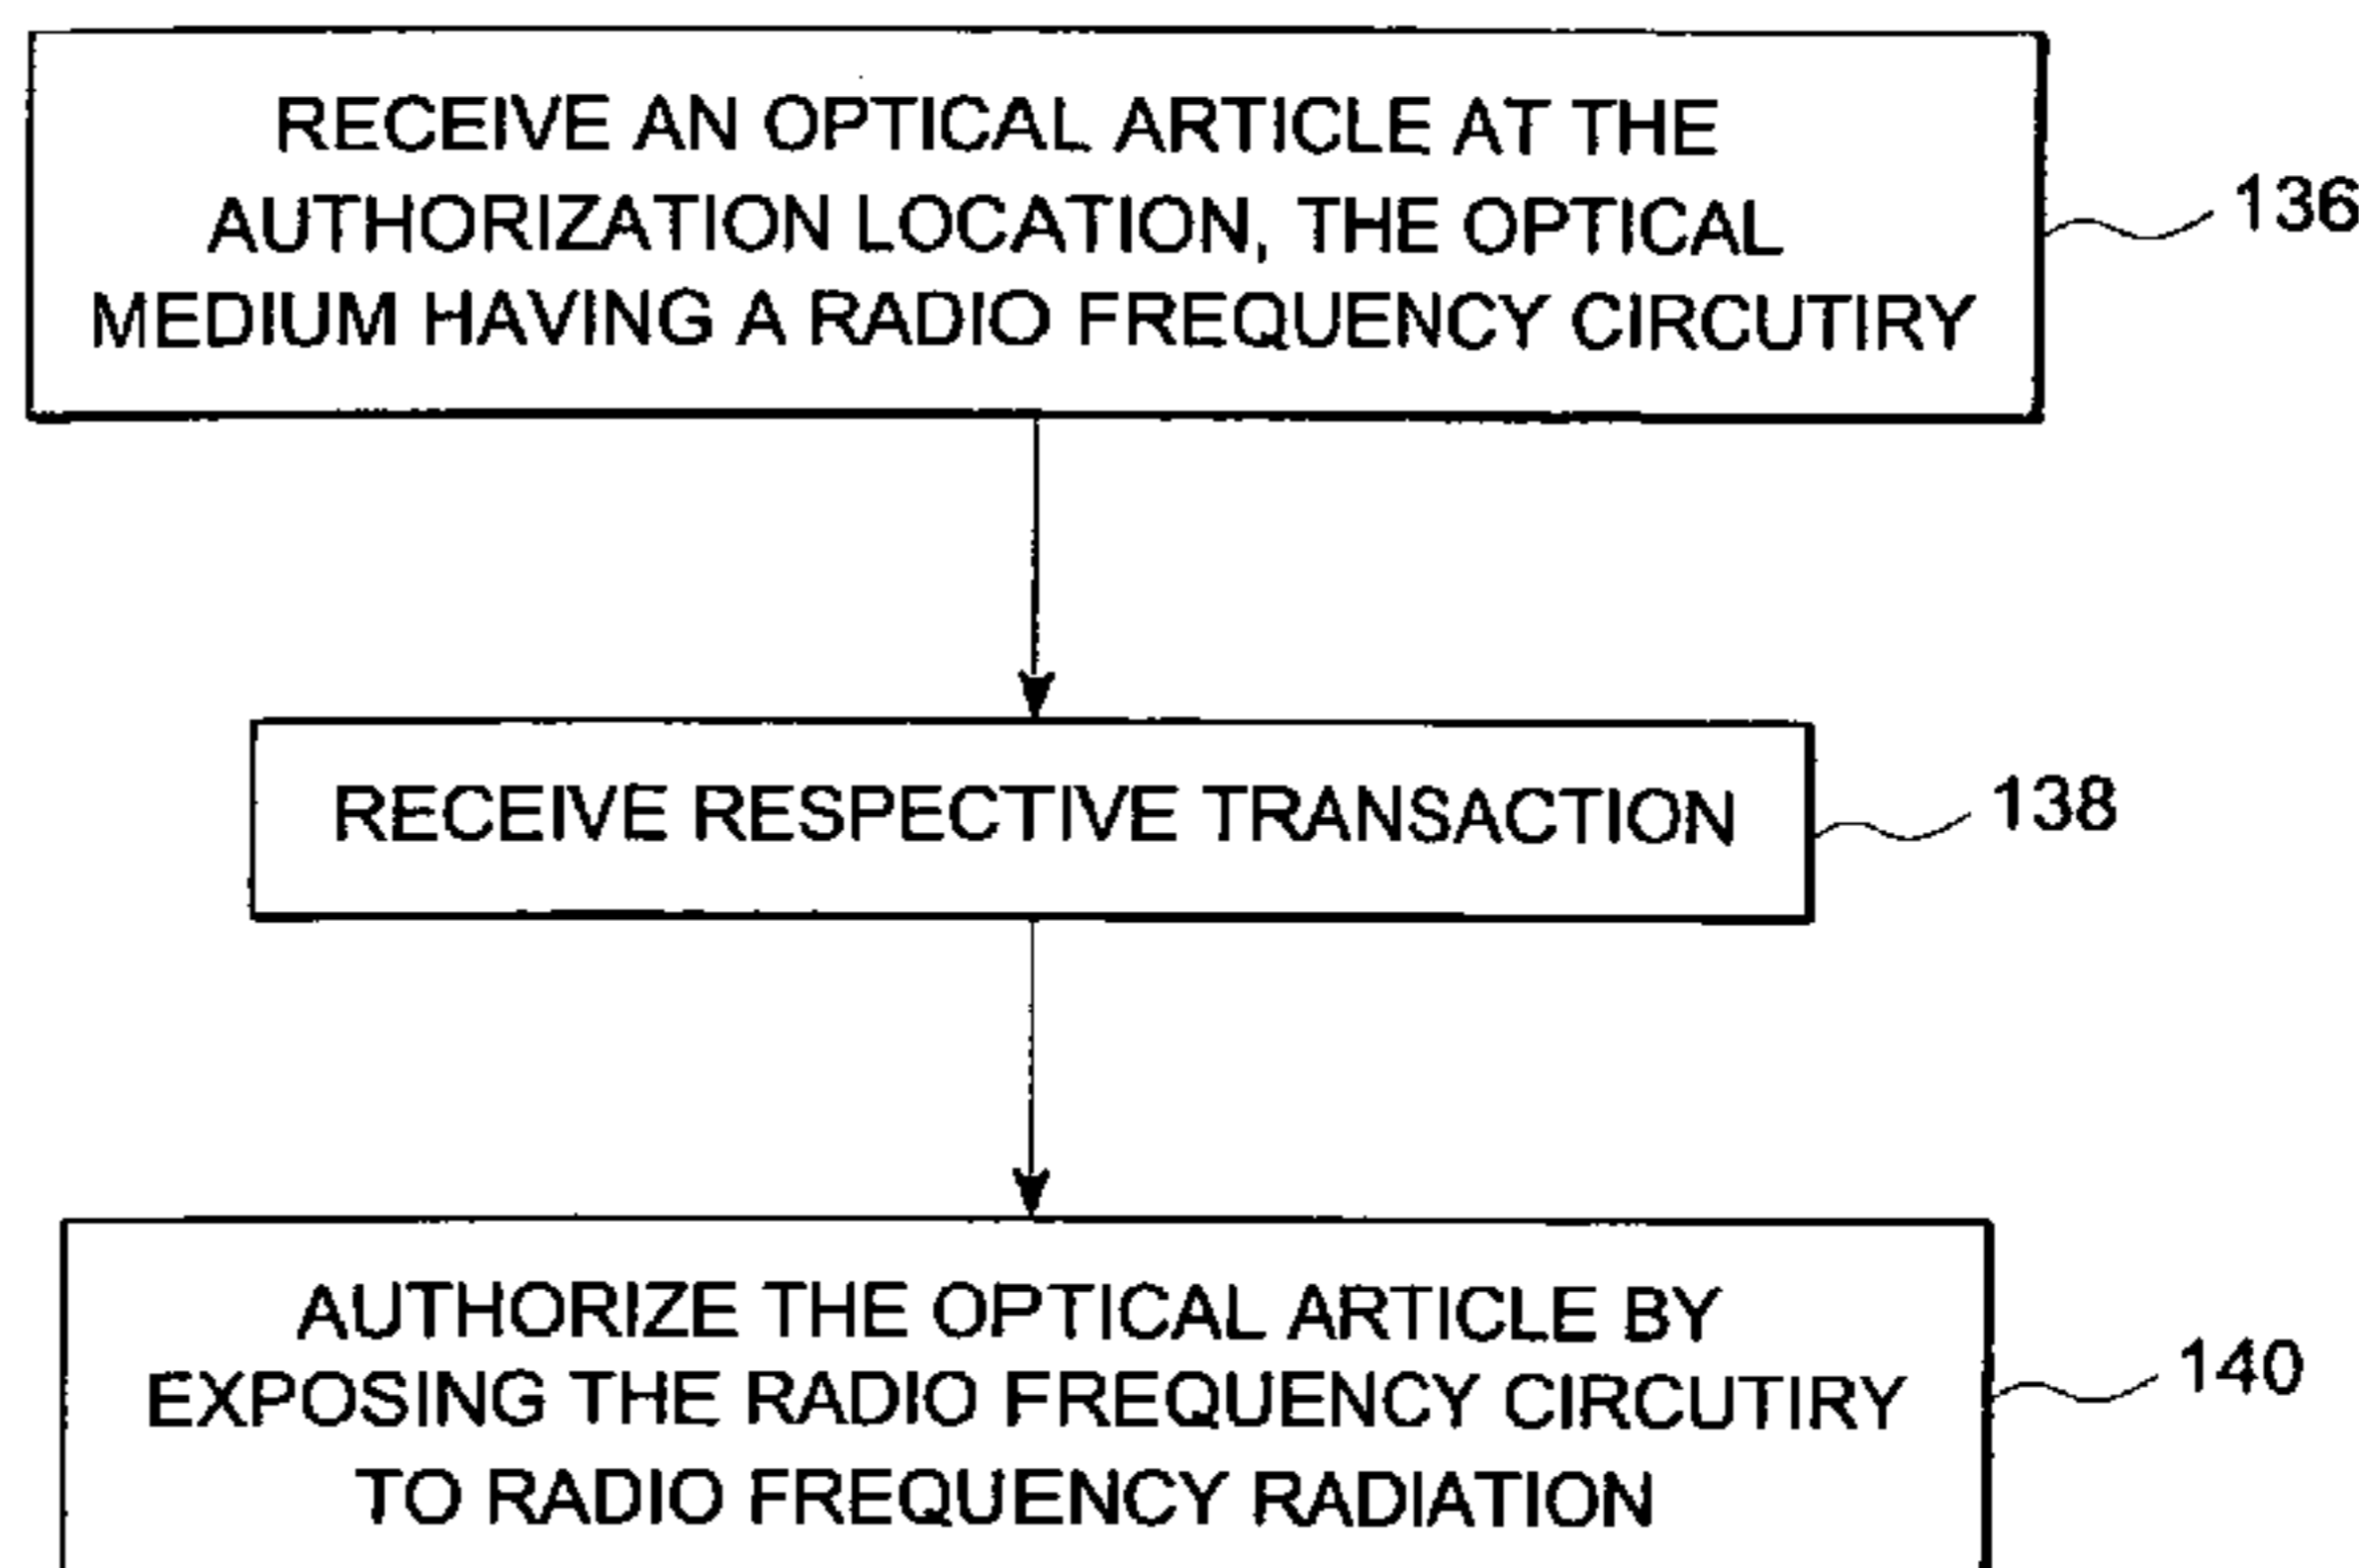 RECEIVE AN OPTICAL ARTICLE AT THE
AUTHORIZATION LOCATION, THE OPTICAL
MEDIUM HAVING A RADIO FREQUENCY CIRCUTIRY
136
RECEIVE RESPECTIVE TRANSACTION
138
AUTHORIZE THE OPTICAL ARTICLE BY
EXPOSING THE RADIO FREQUENCY CIRCUTIRY
TO RADIO FREQUENCY RADIATION
140